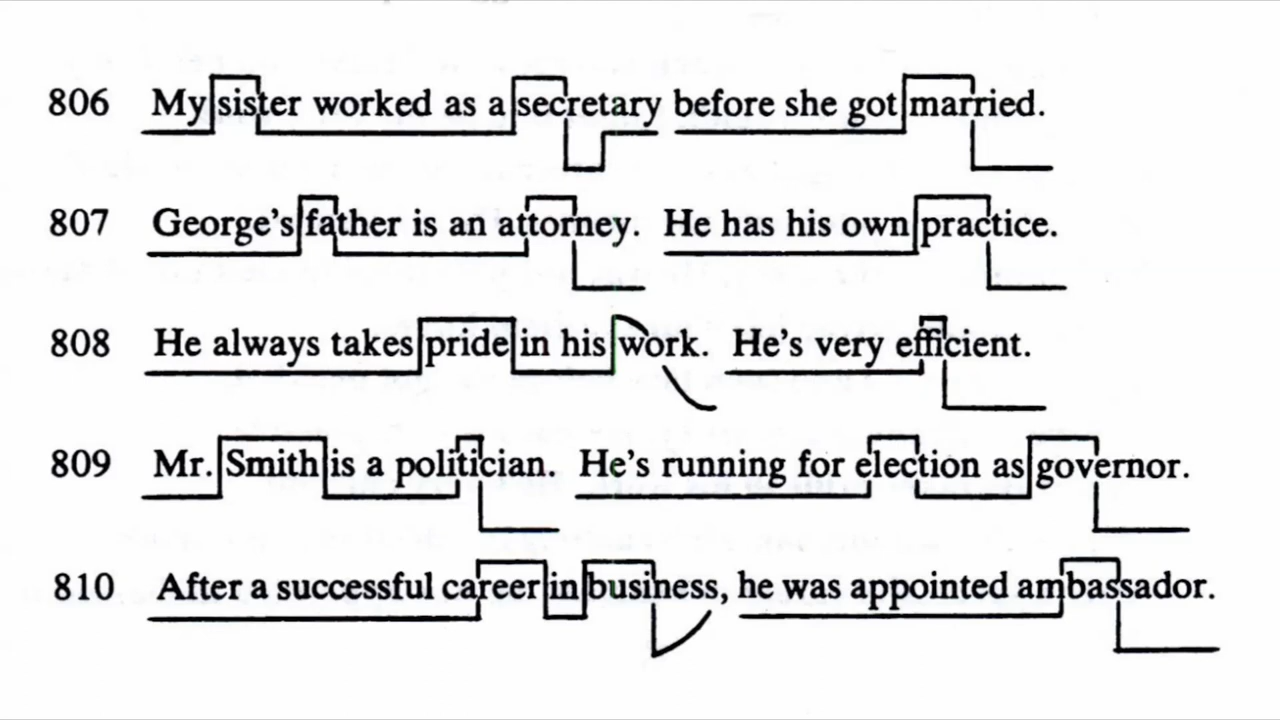 806 My sister worked as a secretary before she got married.
807 George's father is an attorney. He has his own practice.
808 He always takes pride in his work. He's very efficient.
809 Mr. Smith is a politician. He's running for election as governor.
810 After a successful career in business, he was appointed ambassador.